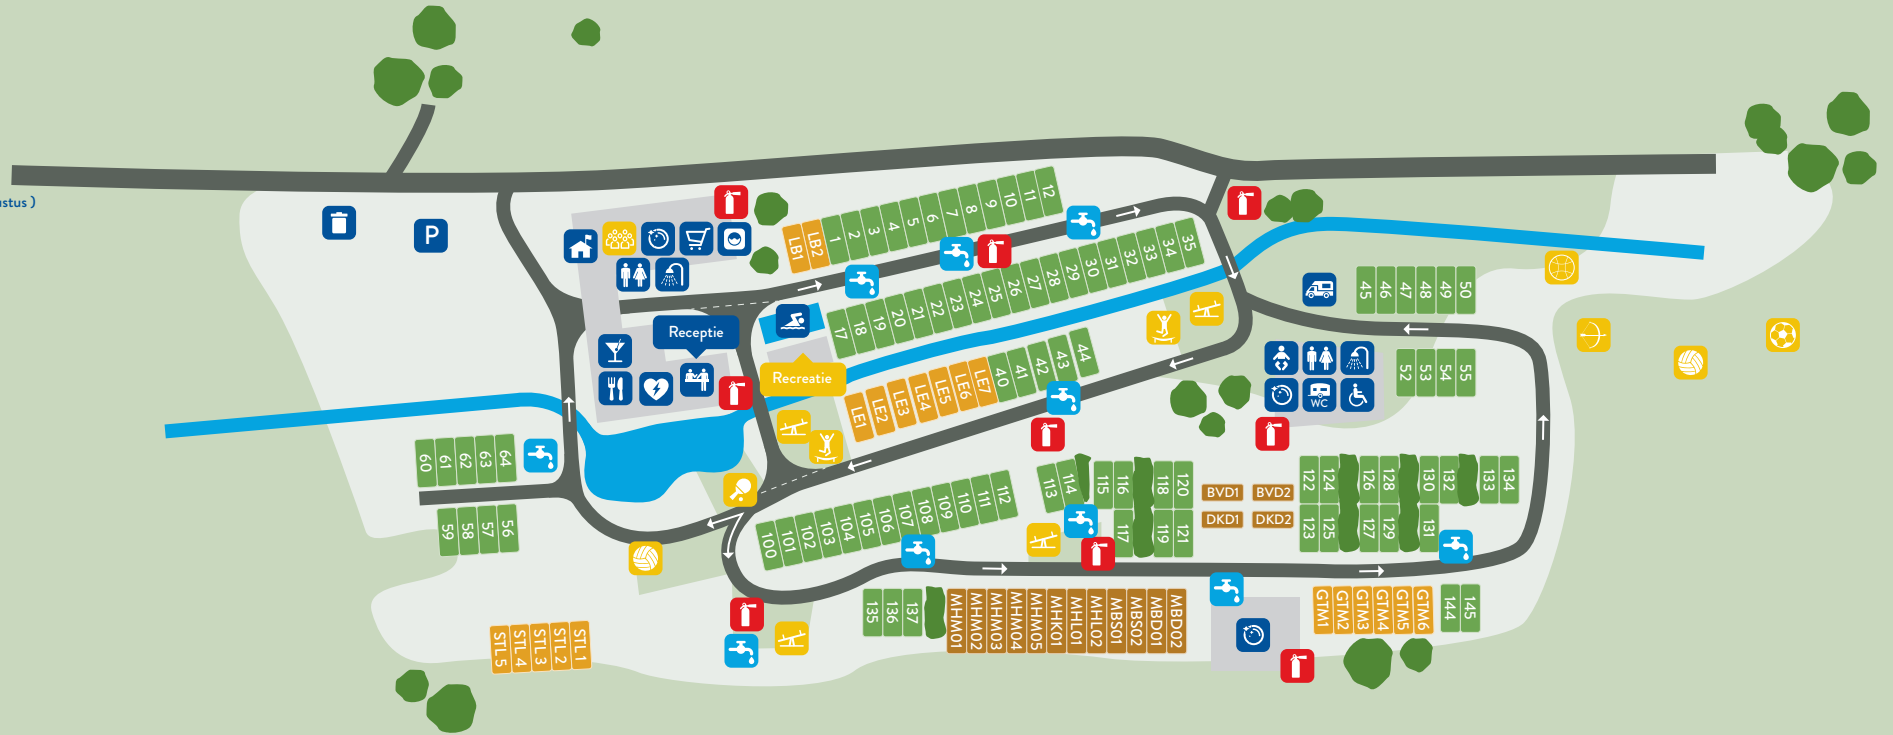 ustus )
P
LB1 LB2 1 2 3 4 5 6 7 8 9 10 11 12
17 18 19 20 21 22 23 24 25 26 27 28 29 30 31 32 33 34 35
Receptie
Recreatie
LE1 LE2 LE3 LE4 LE5 LE6 LE7 40 41 42 43 44
45 46 47 48 49 50
52 53 54 55
WC
60 61 62 63 64
59 58 57 56
100 101 102 103 104 105 106 107 108 109 110 111 112
113 114 115 116 118 120
117 119 121
BVD1 BVD2
DKD1 DKD2
122 124 126 128 130 132 133 134
123 125 127 129 131
135 136 137
MHM01 MHM02 MHM03 MHM04 MHM05 MHK01 MHL01 MHL02 MBS01 MBS02 MBD01 MBD02
GTM1 GTM2 GTM3 GTM4 GTM5 GTM6 144 145
STL5 STL4 STL3 STL2 STL1